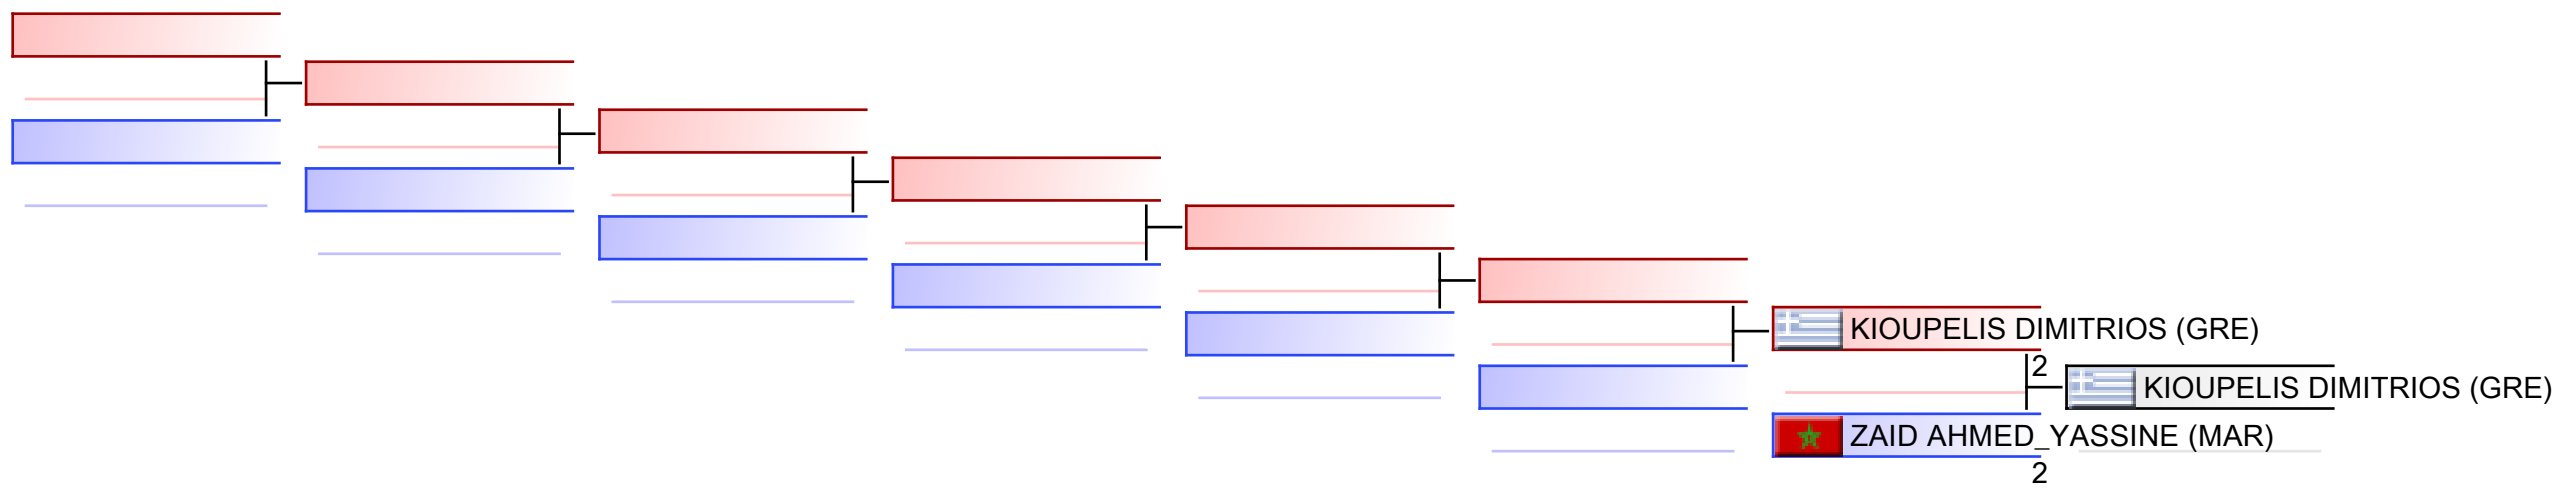 KIOUPELIS DIMITRIOS (GRE)
2
KIOUPELIS DIMITRIOS (GRE)
ZAID AHMED_YASSINE (MAR)
2